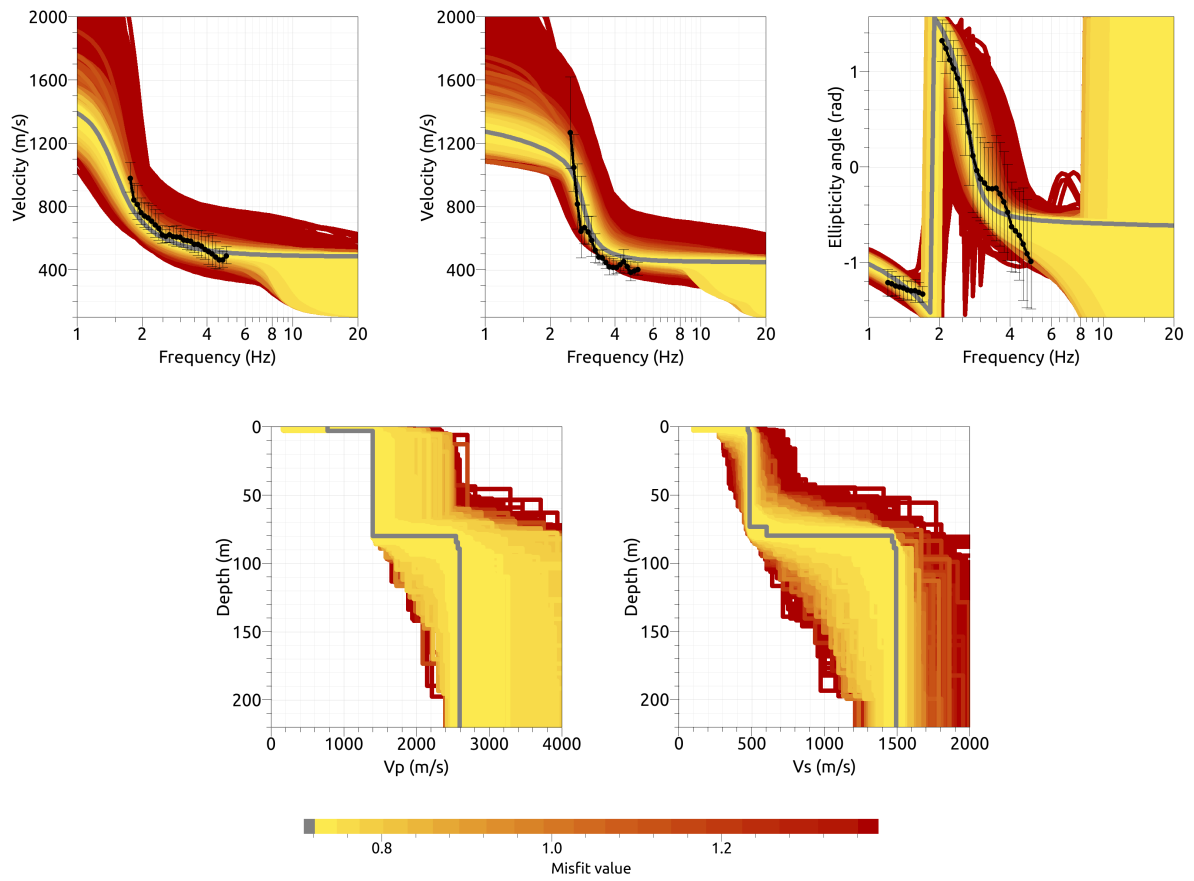 2000
1600
1200
800
400
Velocity (m/s)
1 2 4 6 8 10 20
Frequency (Hz)
2000
1600
1200
800
400
Velocity (m/s)
1 2 4 6 8 10 20
Frequency (Hz)
1
0
-1
Ellipticity angle (rad)
1 2 4 6 8 10 20
Frequency (Hz)
0
50
100
150
200
Depth (m)
0 1000 2000 3000 4000
Vp (m/s)
0
50
100
150
200
Depth (m)
0 500 1000 1500 2000
Vs (m/s)
0.8 1.0 1.2
Misfit value